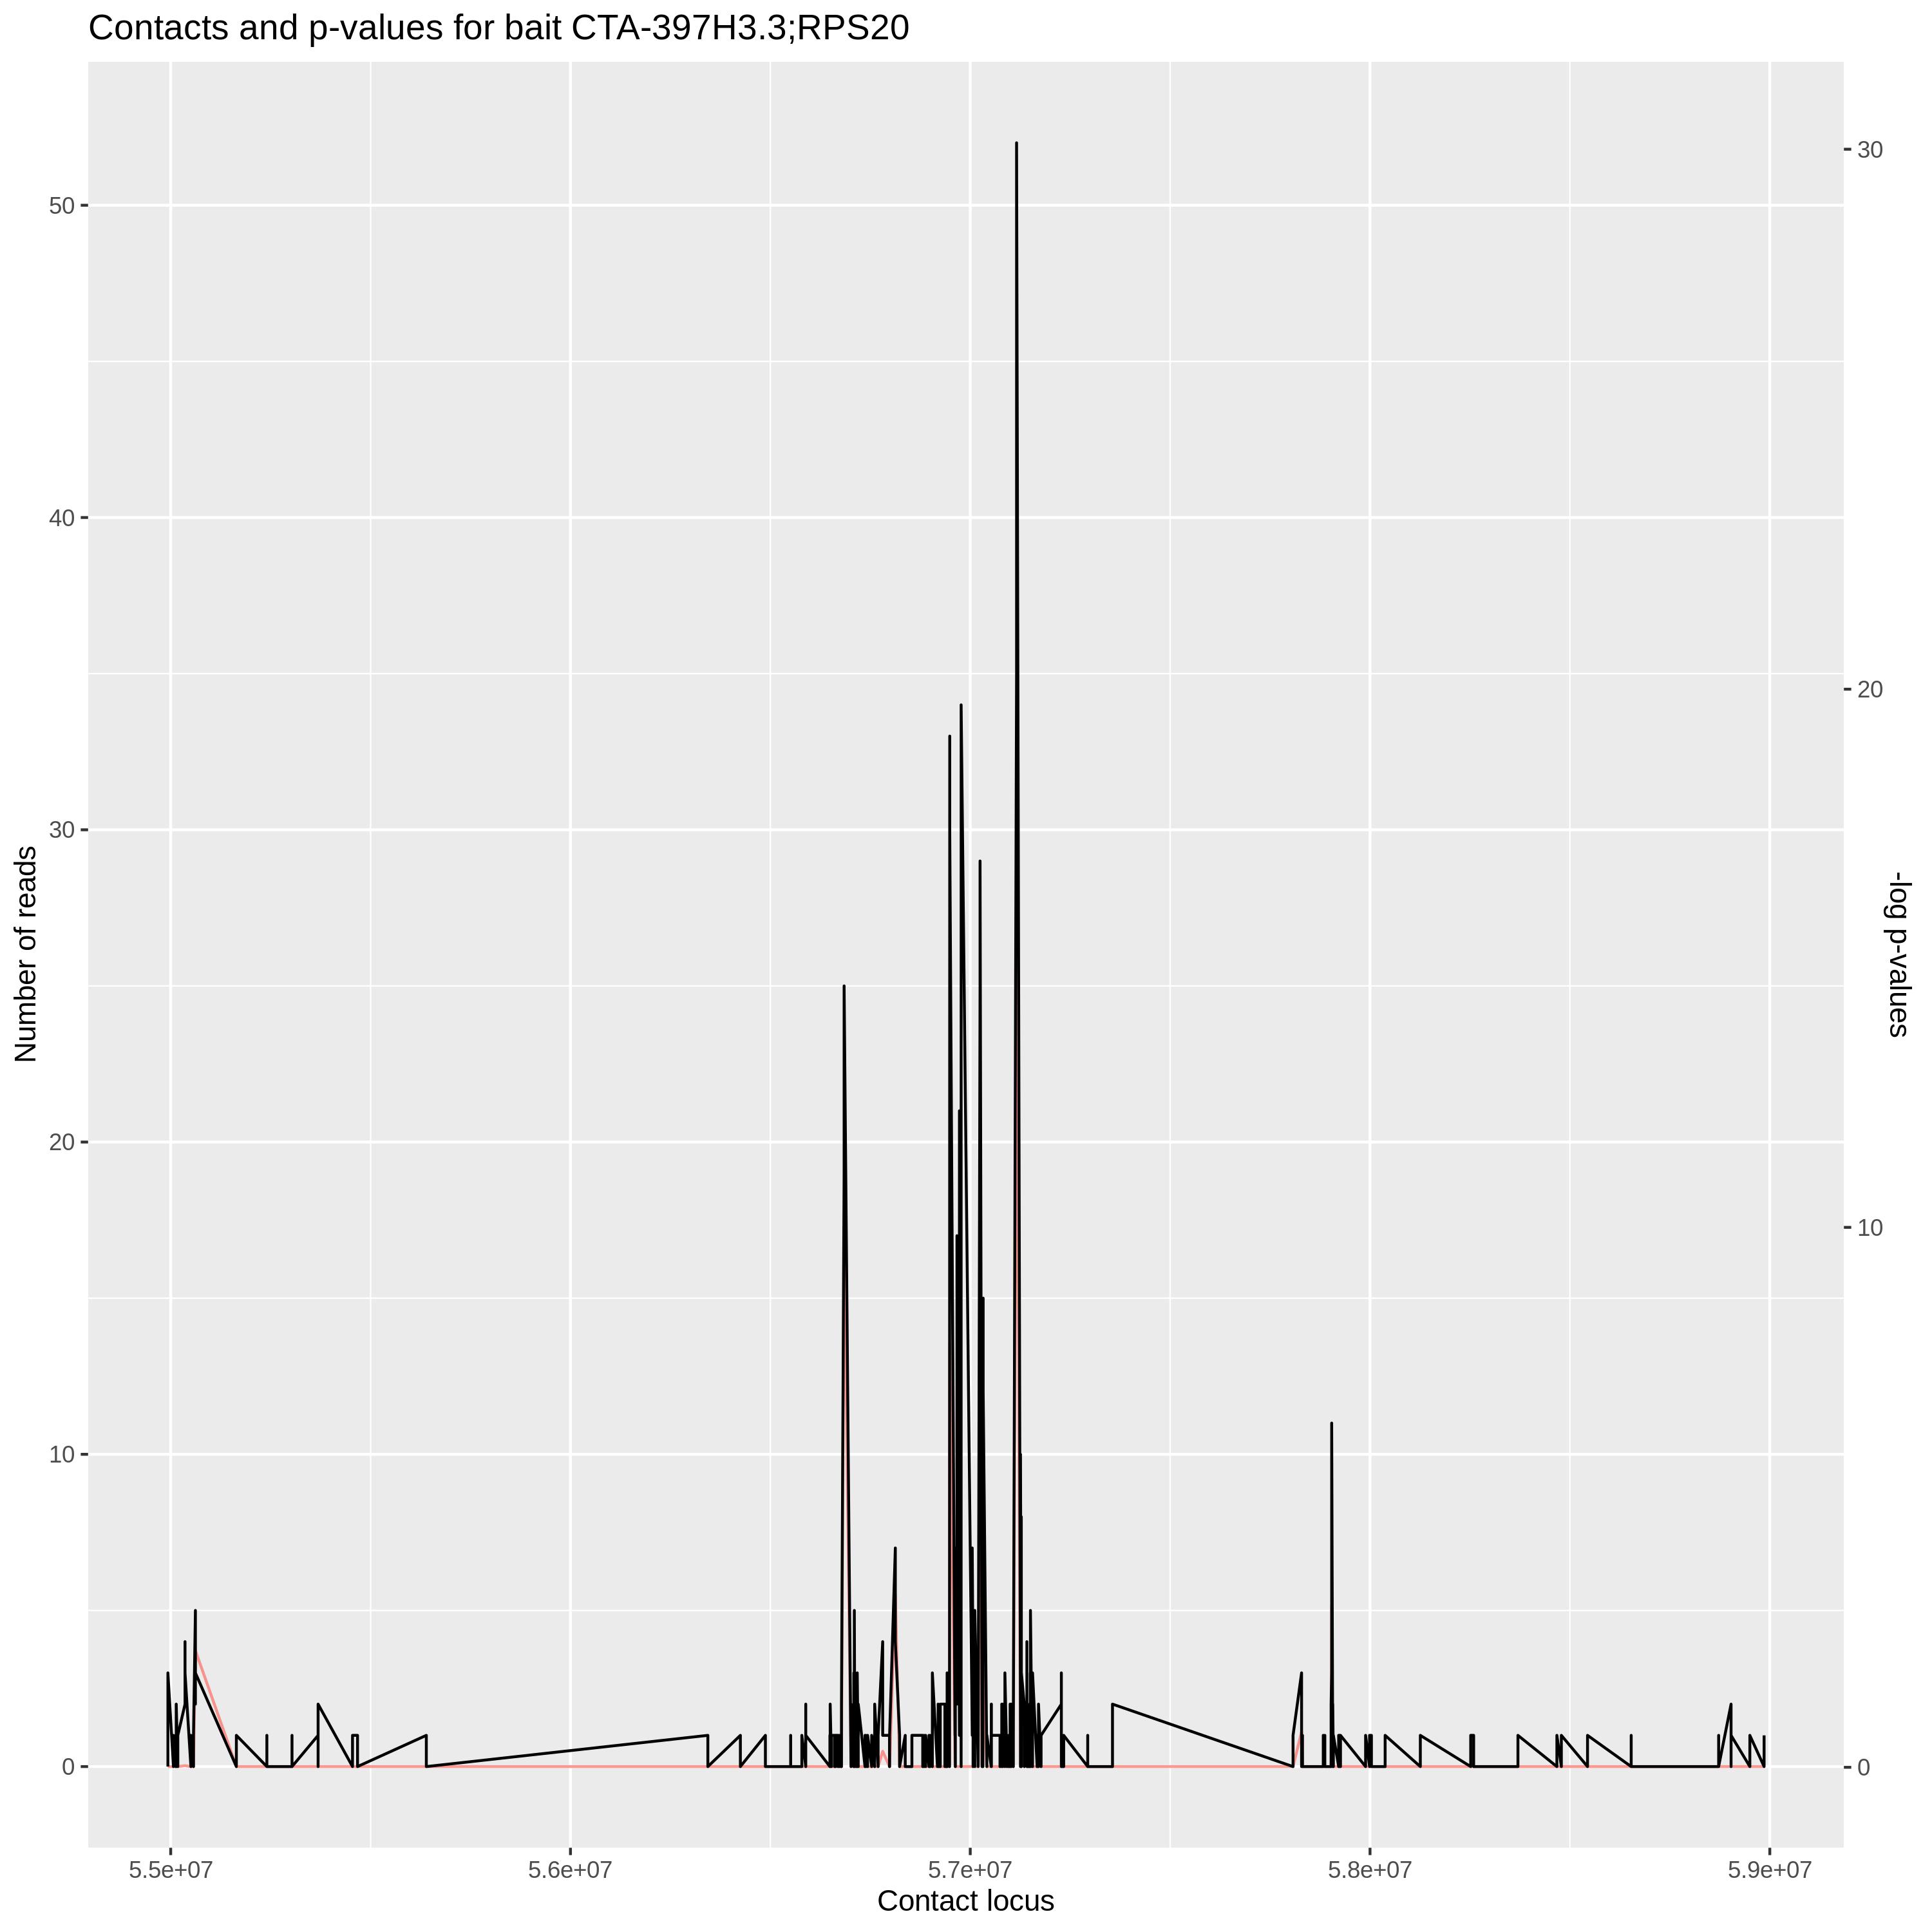 Contacts and p-values for bait CTA-397H3.3;RPS20
50
40
30
20
10
0
Number of reads
30
20
10
0
-log p-values
5.5e+07 5.6e+07 5.7e+07 5.8e+07 5.9e+07
Contact locus